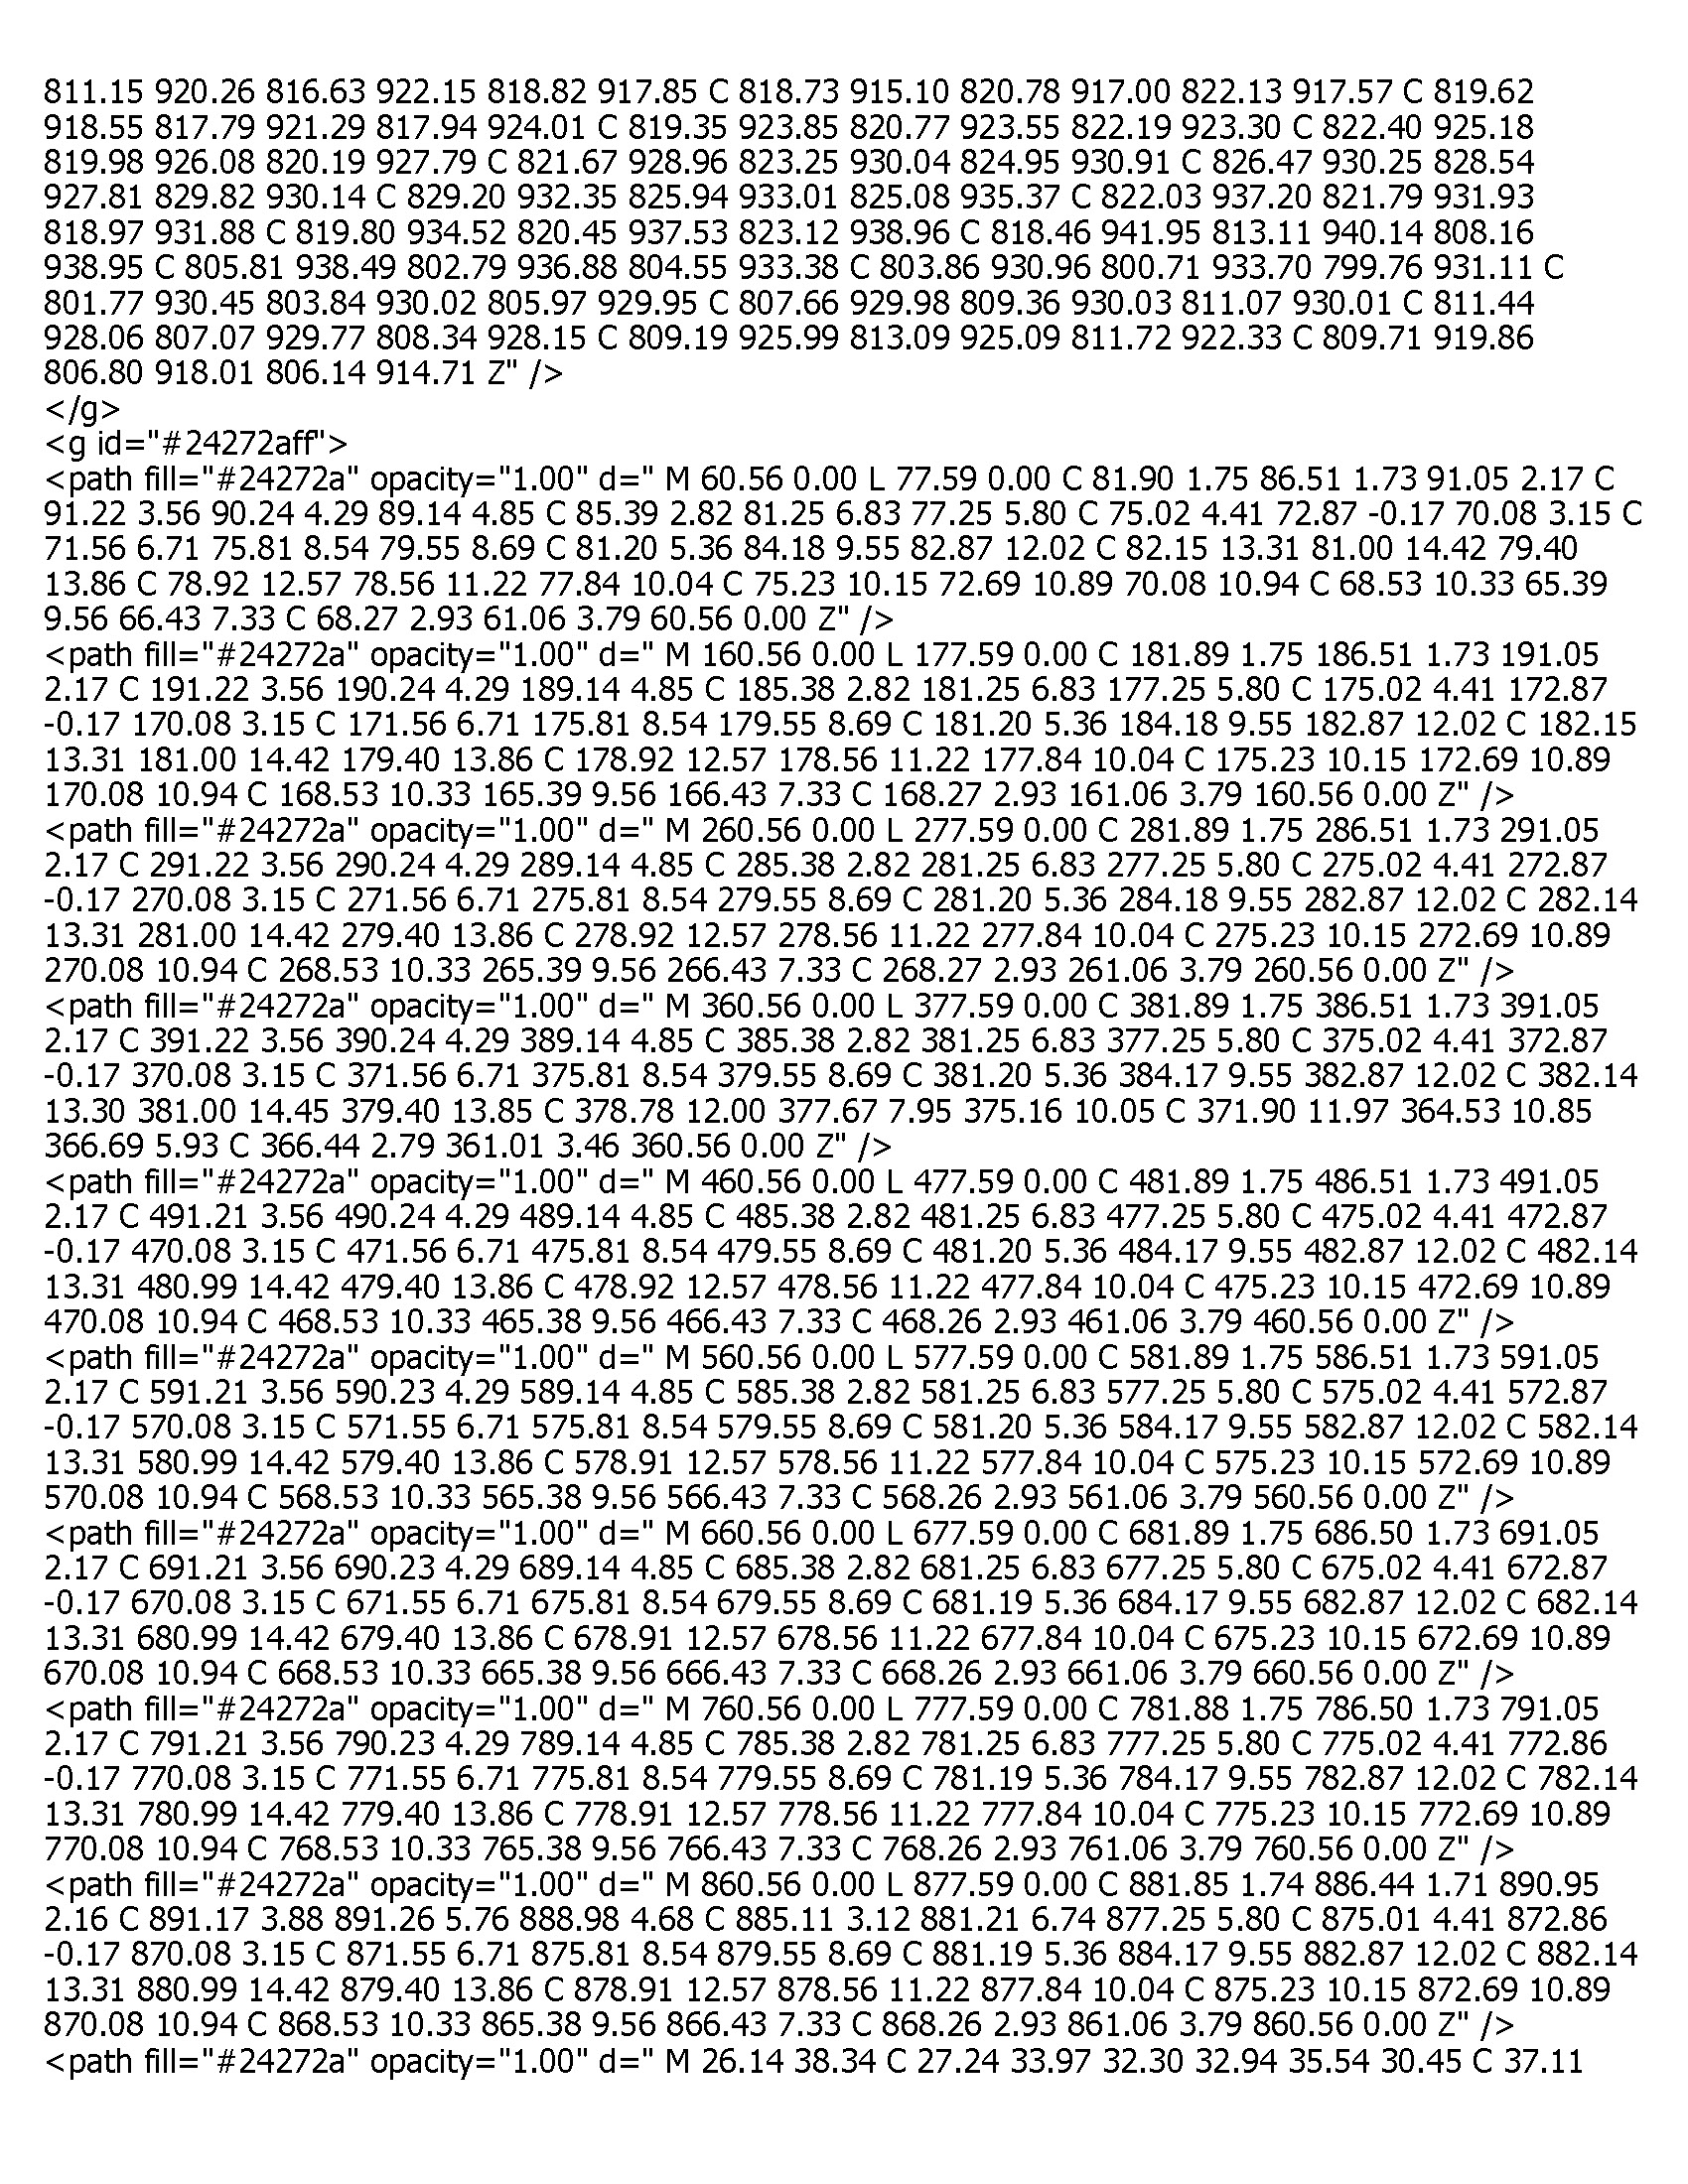 811.15 920.26 816.63 922.15 818.82 917.85 C 818.73 915.10 820.78 917.00 822.13 917.57 C 819.62
918.55 817.79 921.29 817.94 924.01 C 819.35 923.85 820.77 923.55 822.19 923.30 C 822.40 925.18
819.98 926.08 820.19 927.79 C 821.67 928.96 823.25 930.04 824.95 930.91 C 826.47 930.25 828.54
927.81 829.82 930.14 C 829.20 932.35 825.94 933.01 825.08 935.37 C 822.03 937.20 821.79 931.93
818.97 931.88 C 819.80 934.52 820.45 937.53 823.12 938.96 C 818.46 941.95 813.11 940.14 808.16
938.95 C 805.81 938.49 802.79 936.88 804.55 933.38 C 803.86 930.96 800.71 933.70 799.76 931.11 C
801.77 930.45 803.84 930.02 805.97 929.95 C 807.66 929.98 809.36 930.03 811.07 930.01 C 811.44
928.06 807.07 929.77 808.34 928.15 C 809.19 925.99 813.09 925.09 811.72 922.33 C 809.71 919.86
806.80 918.01 806.14 914.71 Z" />
</g>
<g id="#24272aff">
<path fill="#24272a" opacity="1.00" d=" M 60.56 0.00 L 77.59 0.00 C 81.90 1.75 86.51 1.73 91.05 2.17 C
91.22 3.56 90.24 4.29 89.14 4.85 C 85.39 2.82 81.25 6.83 77.25 5.80 C 75.02 4.41 72.87 -0.17 70.08 3.15 C
71.56 6.71 75.81 8.54 79.55 8.69 C 81.20 5.36 84.18 9.55 82.87 12.02 C 82.15 13.31 81.00 14.42 79.40
13.86 C 78.92 12.57 78.56 11.22 77.84 10.04 C 75.23 10.15 72.69 10.89 70.08 10.94 C 68.53 10.33 65.39
9.56 66.43 7.33 C 68.27 2.93 61.06 3.79 60.56 0.00 Z" />
<path fill="#24272a" opacity="1.00" d=" M 160.56 0.00 L 177.59 0.00 C 181.89 1.75 186.51 1.73 191.05
2.17 C 191.22 3.56 190.24 4.29 189.14 4.85 C 185.38 2.82 181.25 6.83 177.25 5.80 C 175.02 4.41 172.87
-0.17 170.08 3.15 C 171.56 6.71 175.81 8.54 179.55 8.69 C 181.20 5.36 184.18 9.55 182.87 12.02 C 182.15
13.31 181.00 14.42 179.40 13.86 C 178.92 12.57 178.56 11.22 177.84 10.04 C 175.23 10.15 172.69 10.89
170.08 10.94 C 168.53 10.33 165.39 9.56 166.43 7.33 C 168.27 2.93 161.06 3.79 160.56 0.00 Z" />
<path fill="#24272a" opacity="1.00" d=" M 260.56 0.00 L 277.59 0.00 C 281.89 1.75 286.51 1.73 291.05
2.17 C 291.22 3.56 290.24 4.29 289.14 4.85 C 285.38 2.82 281.25 6.83 277.25 5.80 C 275.02 4.41 272.87
-0.17 270.08 3.15 C 271.56 6.71 275.81 8.54 279.55 8.69 C 281.20 5.36 284.18 9.55 282.87 12.02 C 282.14
13.31 281.00 14.42 279.40 13.86 C 278.92 12.57 278.56 11.22 277.84 10.04 C 275.23 10.15 272.69 10.89
270.08 10.94 C 268.53 10.33 265.39 9.56 266.43 7.33 C 268.27 2.93 261.06 3.79 260.56 0.00 Z" />
<path fill="#24272a" opacity="1.00" d=" M 360.56 0.00 L 377.59 0.00 C 381.89 1.75 386.51 1.73 391.05
2.17 C 391.22 3.56 390.24 4.29 389.14 4.85 C 385.38 2.82 381.25 6.83 377.25 5.80 C 375.02 4.41 372.87
-0.17 370.08 3.15 C 371.56 6.71 375.81 8.54 379.55 8.69 C 381.20 5.36 384.17 9.55 382.87 12.02 C 382.14
13.30 381.00 14.45 379.40 13.85 C 378.78 12.00 377.67 7.95 375.16 10.05 C 371.90 11.97 364.53 10.85
366.69 5.93 C 366.44 2.79 361.01 3.46 360.56 0.00 Z" />
<path fill="#24272a" opacity="1.00" d=" M 460.56 0.00 L 477.59 0.00 C 481.89 1.75 486.51 1.73 491.05
2.17 C 491.21 3.56 490.24 4.29 489.14 4.85 C 485.38 2.82 481.25 6.83 477.25 5.80 C 475.02 4.41 472.87
-0.17 470.08 3.15 C 471.56 6.71 475.81 8.54 479.55 8.69 C 481.20 5.36 484.17 9.55 482.87 12.02 C 482.14
13.31 480.99 14.42 479.40 13.86 C 478.92 12.57 478.56 11.22 477.84 10.04 C 475.23 10.15 472.69 10.89
470.08 10.94 C 468.53 10.33 465.38 9.56 466.43 7.33 C 468.26 2.93 461.06 3.79 460.56 0.00 Z" />
<path fill="#24272a" opacity="1.00" d=" M 560.56 0.00 L 577.59 0.00 C 581.89 1.75 586.51 1.73 591.05
2.17 C 591.21 3.56 590.23 4.29 589.14 4.85 C 585.38 2.82 581.25 6.83 577.25 5.80 C 575.02 4.41 572.87
-0.17 570.08 3.15 C 571.55 6.71 575.81 8.54 579.55 8.69 C 581.20 5.36 584.17 9.55 582.87 12.02 C 582.14
13.31 580.99 14.42 579.40 13.86 C 578.91 12.57 578.56 11.22 577.84 10.04 C 575.23 10.15 572.69 10.89
570.08 10.94 C 568.53 10.33 565.38 9.56 566.43 7.33 C 568.26 2.93 561.06 3.79 560.56 0.00 Z" />
<path fill="#24272a" opacity="1.00" d=" M 660.56 0.00 L 677.59 0.00 C 681.89 1.75 686.50 1.73 691.05
2.17 C 691.21 3.56 690.23 4.29 689.14 4.85 C 685.38 2.82 681.25 6.83 677.25 5.80 C 675.02 4.41 672.87
-0.17 670.08 3.15 C 671.55 6.71 675.81 8.54 679.55 8.69 C 681.19 5.36 684.17 9.55 682.87 12.02 C 682.14
13.31 680.99 14.42 679.40 13.86 C 678.91 12.57 678.56 11.22 677.84 10.04 C 675.23 10.15 672.69 10.89
670.08 10.94 C 668.53 10.33 665.38 9.56 666.43 7.33 C 668.26 2.93 661.06 3.79 660.56 0.00 Z" />
<path fill="#24272a" opacity="1.00" d=" M 760.56 0.00 L 777.59 0.00 C 781.88 1.75 786.50 1.73 791.05
2.17 C 791.21 3.56 790.23 4.29 789.14 4.85 C 785.38 2.82 781.25 6.83 777.25 5.80 C 775.02 4.41 772.86
-0.17 770.08 3.15 C 771.55 6.71 775.81 8.54 779.55 8.69 C 781.19 5.36 784.17 9.55 782.87 12.02 C 782.14
13.31 780.99 14.42 779.40 13.86 C 778.91 12.57 778.56 11.22 777.84 10.04 C 775.23 10.15 772.69 10.89
770.08 10.94 C 768.53 10.33 765.38 9.56 766.43 7.33 C 768.26 2.93 761.06 3.79 760.56 0.00 Z" />
<path fill="#24272a" opacity="1.00" d=" M 860.56 0.00 L 877.59 0.00 C 881.85 1.74 886.44 1.71 890.95
2.16 C 891.17 3.88 891.26 5.76 888.98 4.68 C 885.11 3.12 881.21 6.74 877.25 5.80 C 875.01 4.41 872.86
-0.17 870.08 3.15 C 871.55 6.71 875.81 8.54 879.55 8.69 C 881.19 5.36 884.17 9.55 882.87 12.02 C 882.14
13.31 880.99 14.42 879.40 13.86 C 878.91 12.57 878.56 11.22 877.84 10.04 C 875.23 10.15 872.69 10.89
870.08 10.94 C 868.53 10.33 865.38 9.56 866.43 7.33 C 868.26 2.93 861.06 3.79 860.56 0.00 Z" />
<path fill="#24272a" opacity="1.00" d=" M 26.14 38.34 C 27.24 33.97 32.30 32.94 35.54 30.45 C 37.11